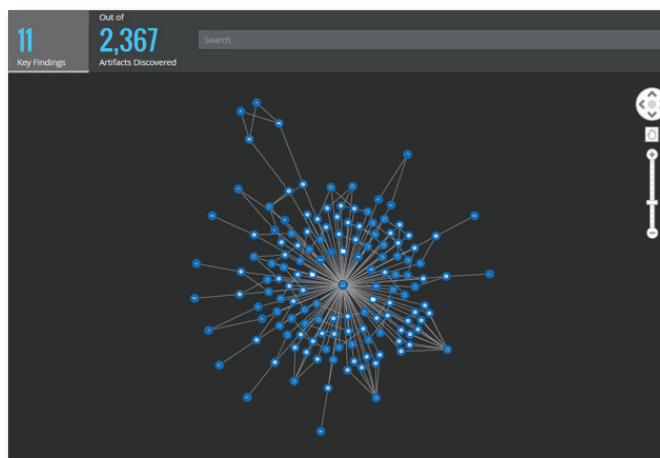 11
Key Findings
Out of
2,367
Artifacts Discovered
Search